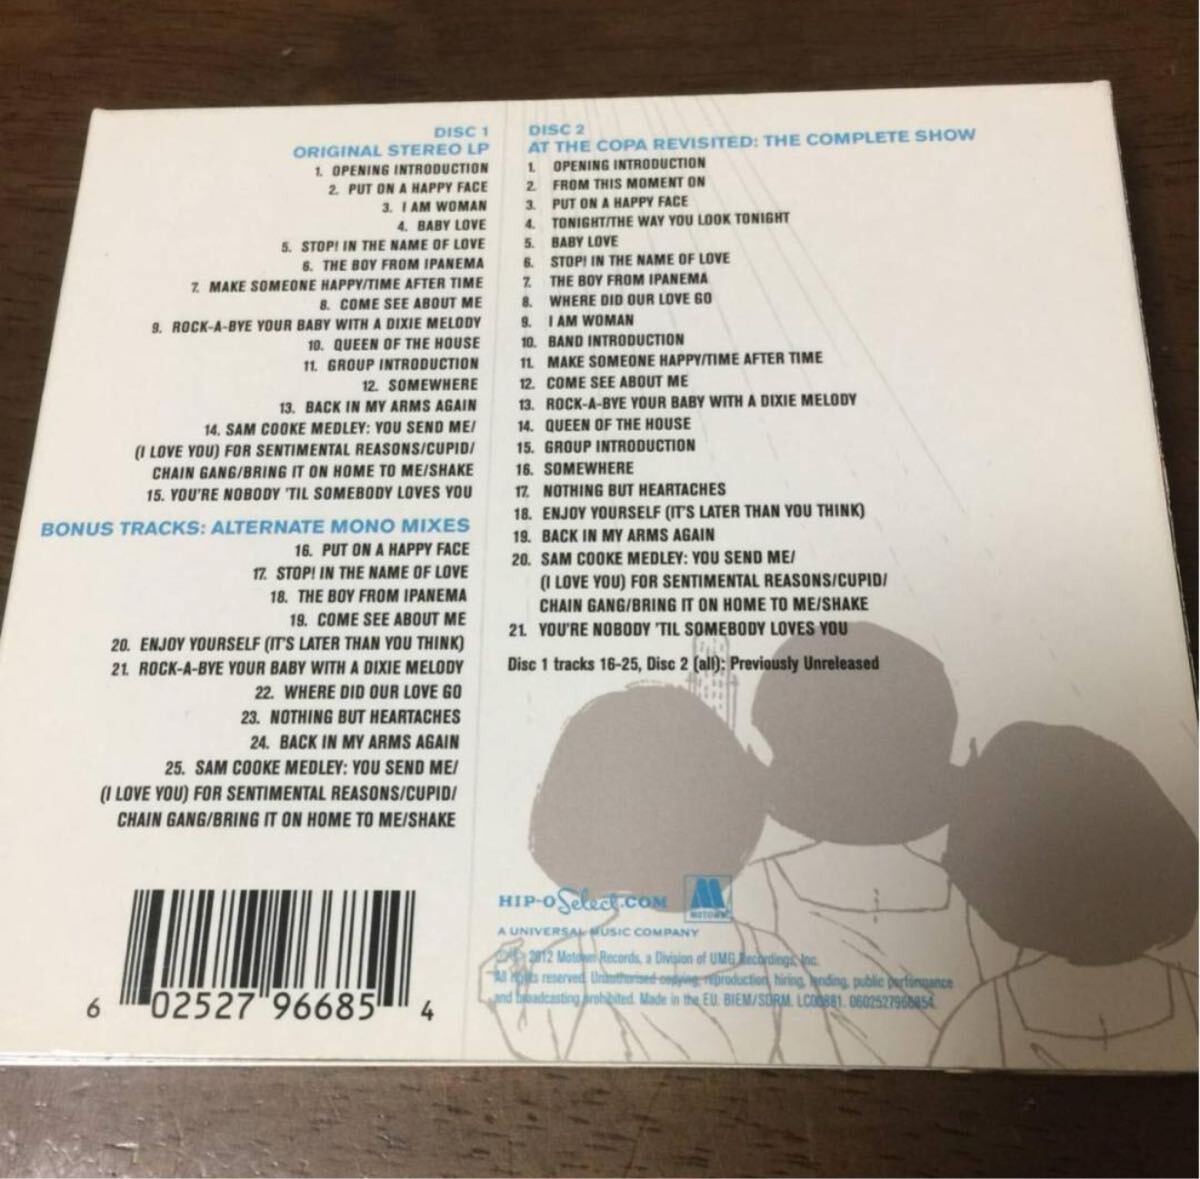 DISC 1
ORIGINAL STEREO LP
1. OPENING INTRODUCTION
2. PUT ON A HAPPY FACE
3. I AM WOMAN
4. BABY LOVE
5. STOP! IN THE NAME OF LOVE
6. THE BOY FROM IPANEMA
7. MAKE SOMEONE HAPPY/TIME AFTER TIME
8. COME SEE ABOUT ME
9. ROCK-A-BYE YOUR BABY WITH A DIXIE MELODY
10. QUEEN OF THE HOUSE
11. GROUP INTRODUCTION
12. SOMEWHERE
13. BACK IN MY ARMS AGAIN
14. SAM COOKE MEDLEY: YOU SEND ME/
(I LOVE YOU) FOR SENTIMENTAL REASONS/CUPID/
CHAIN GANG/BRING IT ON HOME TO ME/SHAKE
15. YOU'RE NOBODY 'TIL SOMEBODY LOVES YOU
BONUS TRACKS: ALTERNATE MONO MIXES
16. PUT ON A HAPPY FACE
17. STOP! IN THE NAME OF LOVE
18. THE BOY FROM IPANEMA
19. COME SEE ABOUT ME
20. ENJOY YOURSELF (IT'S LATER THAN YOU THINK)
21. ROCK-A-BYE YOUR BABY WITH A DIXIE MELODY
22. WHERE DID OUR LOVE GO
23. NOTHING BUT HEARTACHES
24. BACK IN MY ARMS AGAIN
25. SAM COOKE MEDLEY: YOU SEND ME/
(I LOVE YOU) FOR SENTIMENTAL REASONS/CUPID/
CHAIN GANG/BRING IT ON HOME TO ME/SHAKE
6 02527 96685 4
DISC 2
AT THE COPA REVISITED: THE COMPLETE SHOW
1. OPENING INTRODUCTION
2. FROM THIS MOMENT ON
3. PUT ON A HAPPY FACE
4. TONIGHT/THE WAY YOU LOOK TONIGHT
5. BABY LOVE
6. STOP! IN THE NAME OF LOVE
7. THE BOY FROM IPANEMA
8. WHERE DID OUR LOVE GO
9. I AM WOMAN
10. BAND INTRODUCTION
11. MAKE SOMEONE HAPPY/TIME AFTER TIME
12. COME SEE ABOUT ME
13. ROCK-A-BYE YOUR BABY WITH A DIXIE MELODY
14. QUEEN OF THE HOUSE
15. GROUP INTRODUCTION
16. SOMEWHERE
17. NOTHING BUT HEARTACHES
18. ENJOY YOURSELF (IT'S LATER THAN YOU THINK)
19. BACK IN MY ARMS AGAIN
20. SAM COOKE MEDLEY: YOU SEND ME/
(I LOVE YOU) FOR SENTIMENTAL REASONS/CUPID/
CHAIN GANG/BRING IT ON HOME TO ME/SHAKE
21. YOU'RE NOBODY 'TIL SOMEBODY LOVES YOU
Disc 1 tracks 16-25, Disc 2 (all): Previously Unreleased
HIP-O Select.COM
MOTOWN
A UNIVERSAL MUSIC COMPANY
2012 Motown Records, a Division of UMG Recordings, Inc.
All rights reserved. Unauthorised copying, reproduction, hiring, lending, public performance
and broadcasting prohibited. Made in the EU. BIEM/SDRM. LC00881. 0602527966854.